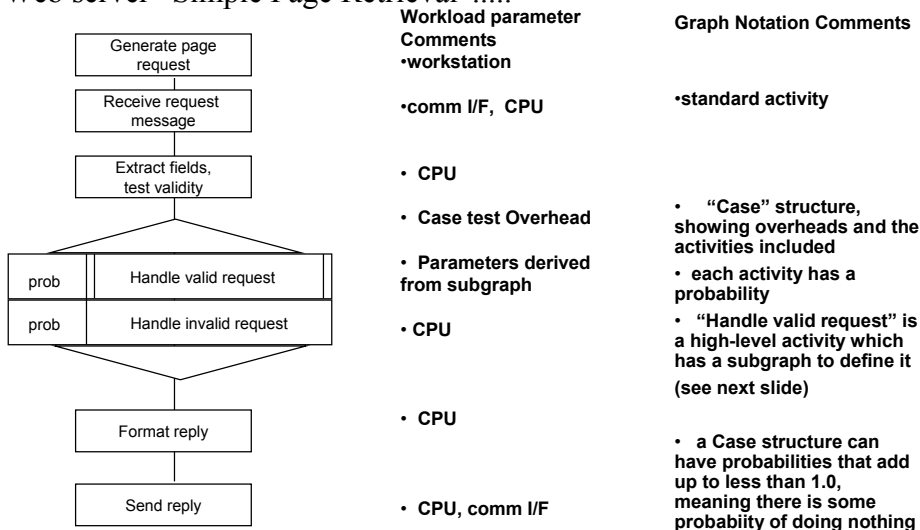 Web server "Simple Page Retrieval".....
Generate page
request
Receive request
message
Extract fields,
test validity
prob
Handle valid request
prob
Handle invalid request
Format reply
Send reply
Workload parameter
Comments
•workstation
•comm I/F, CPU
• CPU
• Case test Overhead
• Parameters derived
from subgraph
• CPU
• CPU
• CPU, comm I/F
Graph Notation Comments
•standard activity
• “Case” structure,
showing overheads and the
activities included
• each activity has a
probability
• “Handle valid request” is
a high-level activity which
has a subgraph to define it
(see next slide)
• a Case structure can
have probabilities that add
up to less than 1.0,
meaning there is some
probabiity of doing nothing